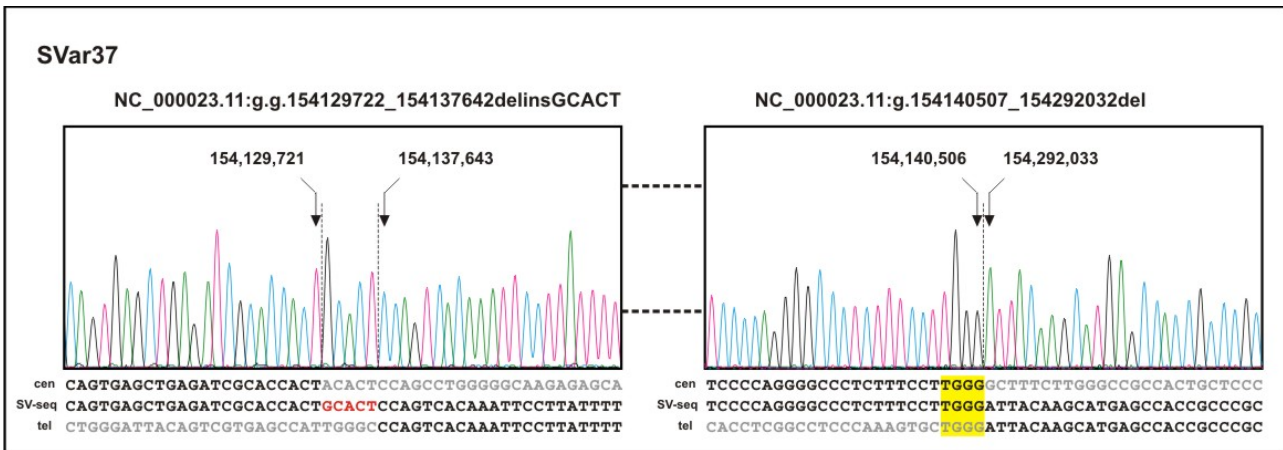 SVar37
NC_000023.11:g.g.154129722_154137642delinsGCACT
NC_000023.11:g.154140507_154292032del
154,129,721
154,137,643
154,140,506
154,292,033
cen CAGTGAGCTGAGATCGCACCACTACACTCCAGCCTGGGGGCAAGAGAGCA
SV-seq CAGTGAGCTGAGATCGCACCACTGCACTCCAGTCACAAATTCCTTATTTT
tel CTGGGATTACAGTCGTGAGCCATTGGGCCCAGTCACAAATTCCTTATTTT
cen TCCCCAGGGGCCCTCTTTCCTTGGGGCTTTCTTGGGCCGCCACTGCTCCC
SV-seq TCCCCAGGGGCCCTCTTTCCTTGGGATTACAAGCATGAGCCACCGCCCGC
tel CACCTCGGCCTCCCAAAGTGCTGGGATTACAAGCATGAGCCACCGCCCGC